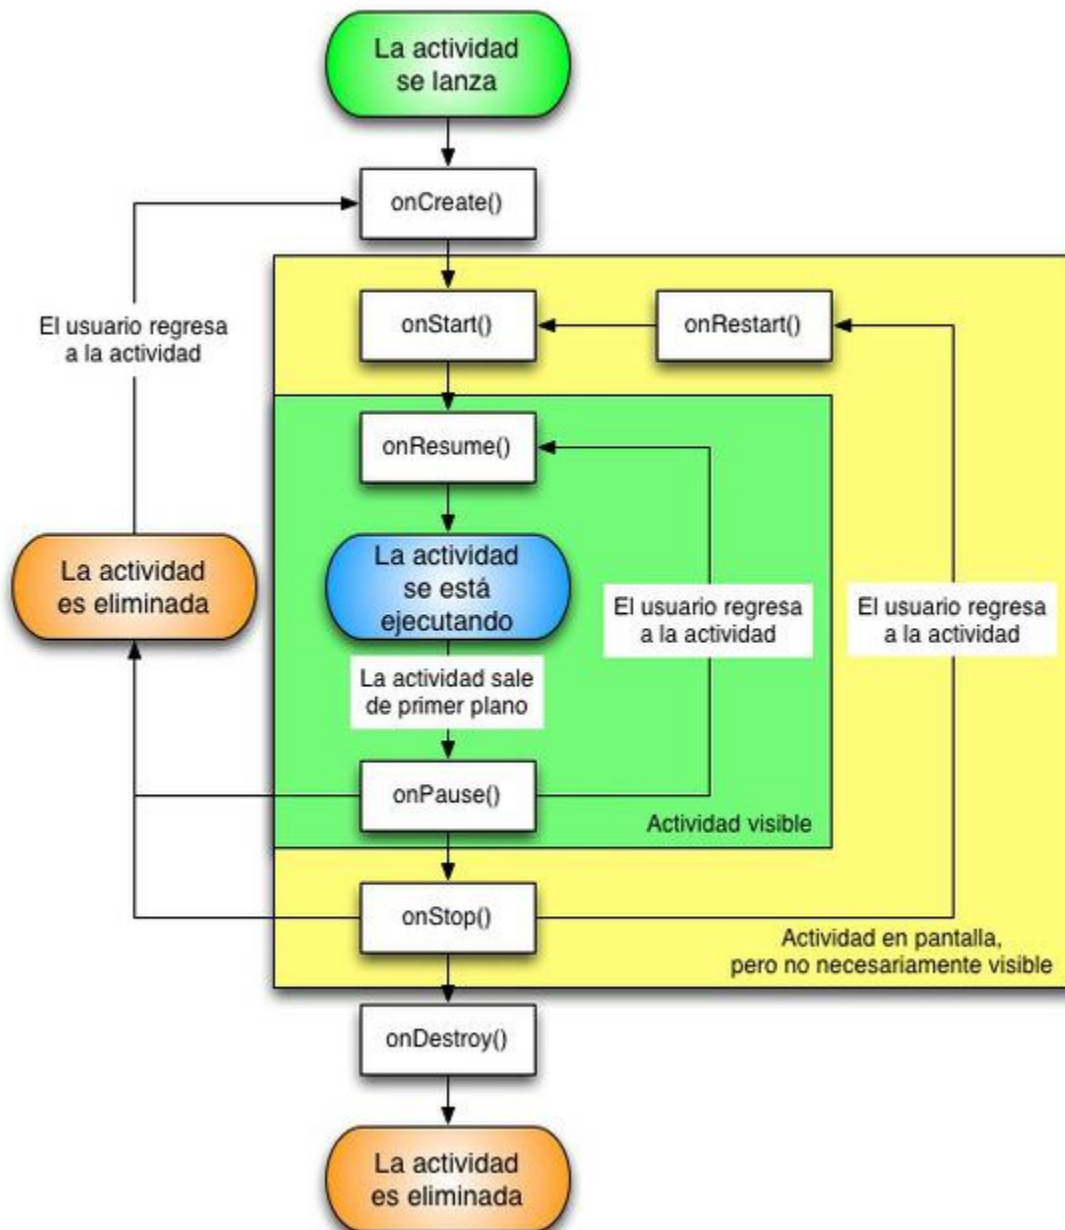 La actividad
se lanza
onCreate()
El usuario regresa
a la actividad
onStart()
onRestart()
onResume()
La actividad
es eliminada
La actividad
se está
ejecutando
El usuario regresa
a la actividad
El usuario regresa
a la actividad
La actividad sale
de primer plano
onPause()
Actividad visible
onStop()
Actividad en pantalla,
pero no necesariamente visible
onDestroy()
La actividad
es eliminada